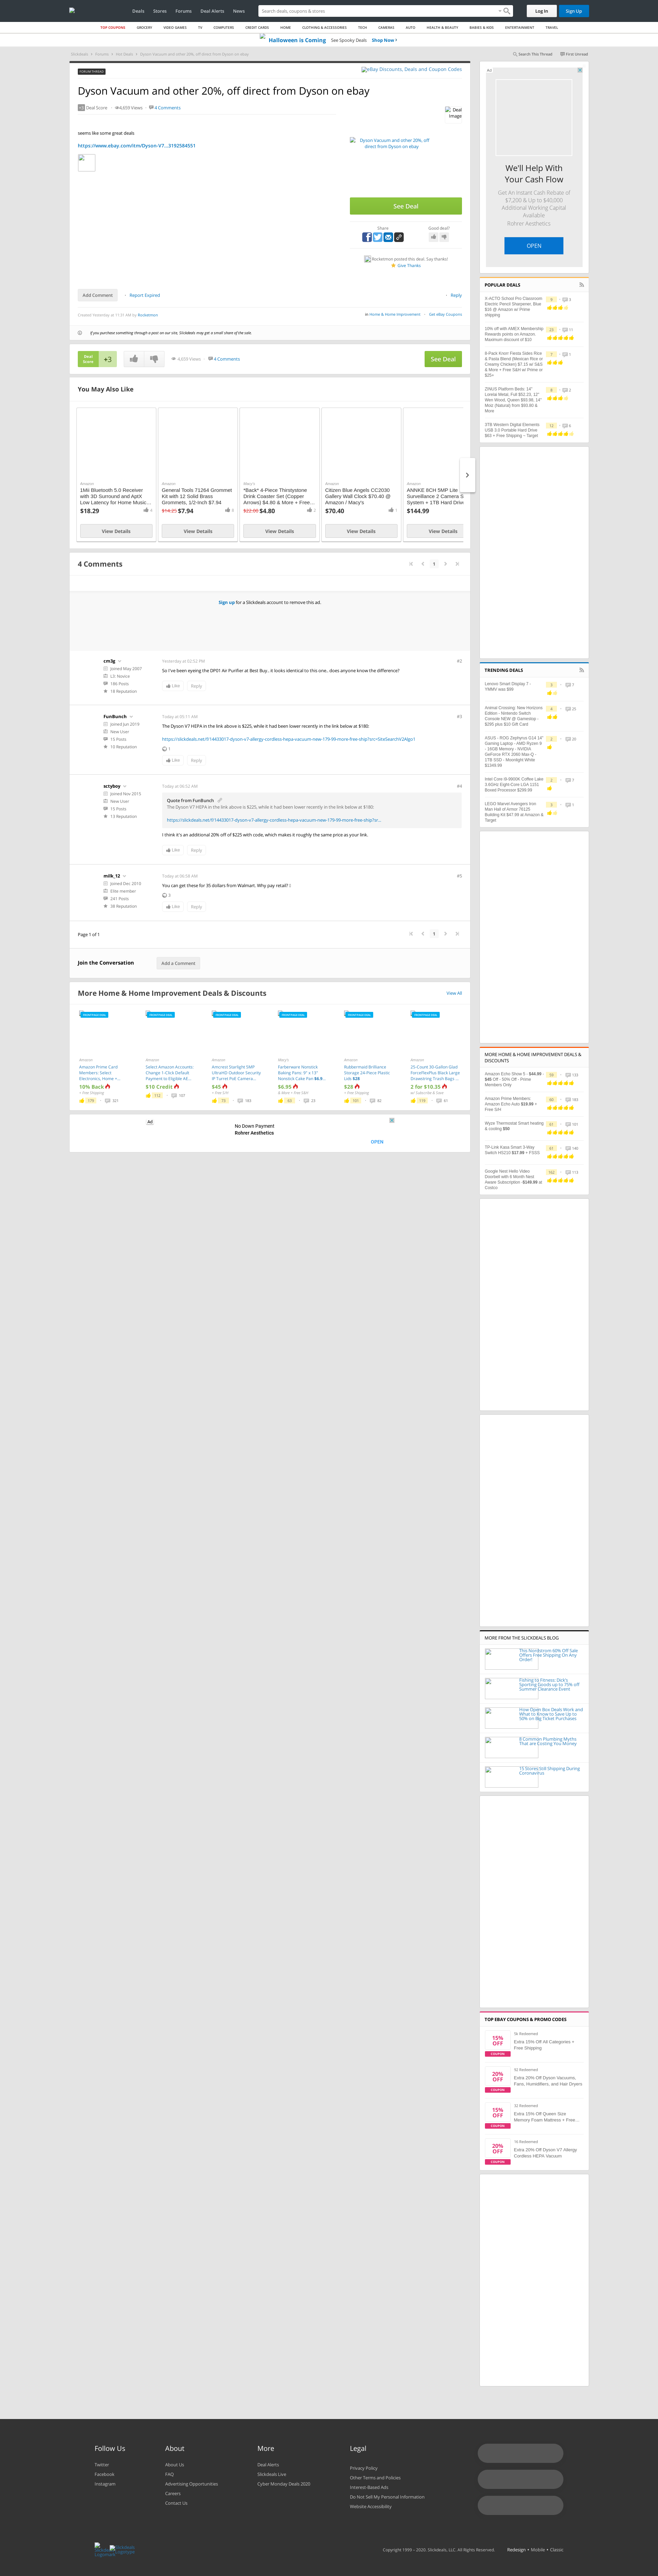 Deals Stores Forums Deal Alerts News
Search deals, coupons & stores
Log In Sign Up
TOP COUPONS GROCERY VIDEO GAMES TV COMPUTERS CREDIT CARDS HOME CLOTHING & ACCESSORIES TECH CAMERAS AUTO HEALTH & BEAUTY BABIES & KIDS ENTERTAINMENT TRAVEL
Halloween is Coming See Spooky Deals Shop Now !
Slickdeals > Forums > Hot Deals > Dyson Vacuum and other 20%, off direct from Dyson on ebay
Search This Thread First Unread
FORUM THREAD
eBay Discounts, Deals and Coupon Codes
Dyson Vacuum and other 20%, off direct from Dyson on ebay
+3 Deal Score 4,659 Views 4 Comments
Deal Image
seems like some great deals
https://www.ebay.com/itm/Dyson-V7...3192584551
Dyson Vacuum and other 20%, off direct from Dyson on ebay
See Deal
Share
Good deal?
Rocketmon posted this deal. Say thanks!
Give Thanks
Add Comment Report Expired Reply
Created Yesterday at 11:33 AM by Rocketmon
in Home & Home Improvement Get eBay Coupons
If you purchase something through a post on our site, Slickdeals may get a small share of the sale.
Deal Score +3 4,659 Views 4 Comments See Deal
You May Also Like
Amazon
1Mii Bluetooth 5.0 Receiver with 3D Surround and AptX Low Latency for Home Music...
$18.29
View Details
Amazon
General Tools 71264 Grommet Kit with 12 Solid Brass Grommets, 1/2-Inch $7.94
$18.25 $7.94
View Details
Macy's
*Back* 4-Piece Thirstystone Drink Coaster Set (Copper Arrows) $4.80 & More + Free...
$22.00 $4.80
View Details
Amazon
Citizen Blue Angels CC2030 Gallery Wall Clock $70.40 @ Amazon / Macy's
$70.40
View Details
Amazon
ANNKE 8CH 5MP Lite Surveillance 2 Camera S System + 1TB Hard Drive
$144.99
View Details
4 Comments
1
Sign up for a Slickdeals account to remove this ad.
cm3g
Joined May 2007
L3: Novice
180 Posts
18 Reputation
Yesterday at 02:52 PM
#2
So I've been eyeing the DP01 Air Purifier at Best Buy.. it looks identical to this one.. does anyone know the difference?
Like Reply
FunBunch
Joined Jun 2019
New User
15 Posts
10 Reputation
Today at 05:11 AM
#3
The Dyson V7 HEPA in the link above is $225, while it had been lower recently in the link below at $180:
https://slickdeals.net/f/14433017-dyson-v7-allergy-cordless-hepa-vacuum-new-179-99-more-free-ship?src=SiteSearchV2Algo1
1
Like Reply
sctyboy
Joined Nov 2015
New User
15 Posts
13 Reputation
Today at 06:52 AM
#4
Quote from FunBunch
The Dyson V7 HEPA in the link above is $225, while it had been lower recently in the link below at $180:
https://slickdeals.net/f/14433017-dyson-v7-allergy-cordless-hepa-vacuum-new-179-99-more-free-ship?sr...
I think it's an additional 20% off of $225 with code, which makes it roughly the same price as your link.
Like Reply
milk_12
Joined Dec 2010
Elite member
241 Posts
38 Reputation
Today at 06:58 AM
#5
You can get these for 35 dollars from Walmart. Why pay retail? (:
3
Like Reply
Page 1 of 1
1
Join the Conversation
Add a Comment
More Home & Home Improvement Deals & Discounts
View All
Amazon
Amazon Prime Card Members: Select Electronics, Home +...
10% Back
+ Free Shipping
Amazon
Select Amazon Accounts: Change 1-Click Default Payment to Eligible AE...
$10 Credit
Amazon
Amcrest Starlight 5MP UltraHD Outdoor Security IP Turret PoE Camera...
$45
+ Free S/H
Macy's
Farberware Nonstick Baking Pans: 9" x 13" Nonstick Cake Pan $6.9...
$6.95
& More + Free S&H
Amazon
Rubbermaid Brilliance Storage 24-Piece Plastic Lids $28
$28
+ Free Shipping
Amazon
25-Count 30-Gallon Glad ForceFlexPlus Black Large Drawstring Trash Bags ...
2 for $10.35
w/ Subscribe & Save
Ad
No Down Payment
Rohrer Aesthetics
OPEN
Ad
We'll Help With Your Cash Flow
Get An Instant Cash Rebate of $7,200 & Up to $40,000 Additional Working Capital Available
Rohrer Aesthetics
OPEN
POPULAR DEALS
X-ACTO School Pro Classroom Electric Pencil Sharpener, Blue $16 @ Amazon or Prime shipping
20% off with AMEX Membership Rewards points on Amazon. Maximum discount of $10
8-Pack Knorr Fiesta Sides Rice & Pasta Blend (Mexican Rice or Creamy Chicken) $7.15 w/ S&S & More + Free S&H w/ Prime or $25+
ZINUS Platform Beds: 14" Lorelai Metal, Full $52.23, 12" Wen Wood, Queen $93.98, 14" Moiz (Natural) from $90.60 & More
3TB Western Digital Elements USB 3.0 Portable Hard Drive $63 + Free Shipping ~ Target
TRENDING DEALS
Lenovo Smart Display 7 - YMMV was $89
Animal Crossing: New Horizons Edition - Nintendo Switch Console NEW @ Gamestop - $299 plus $10 Gift Card
ASUS - ROG Zephyrus G14 14" Gaming Laptop - AMD Ryzen 9 - 16GB Memory - NVIDIA GeForce RTX 2060 Max-Q - 1TB SSD - Moonlight White $1349.99
Intel Core i9-9900K Coffee Lake 3.6GHz Eight-Core LGA 1151 Boxed Processor $299.99
LEGO Marvel Avengers Iron Man Hall of Armor 76125 Building Kit $47.99 at Amazon & Target
MORE HOME & HOME IMPROVEMENT DEALS & DISCOUNTS
Amazon Echo Show 5 - $44.98 - $45 Off - 50% Off - Prime Members Only
Amazon Prime Members: Amazon Echo Auto $19.99 + Free S/H
Wyze Thermostat Smart heating & cooling $50
TP-Link Kasa Smart 3-Way Switch HS210 $17.99 + FSSS
Google Nest Hello Video Doorbell with 6 Month Nest Aware Subscription -$149.99 at Costco
MORE FROM THE SLICKDEALS BLOG
This Nordstrom 60% Off Sale Offers Free Shipping On Any Order!
Fishing to Fitness: Dick's Sporting Goods up to 75% off Summer Clearance Event
How Open Box Deals Work and What to Know to Save Up to 50% on Big Ticket Purchases
8 Common Plumbing Myths That are Costing You Money
15 Stores Still Shipping During Coronavirus
TOP EBAY COUPONS & PROMO CODES
15% OFF
COUPON
Extra 15% Off All Categories + Free Shipping
20% OFF
COUPON
Extra 20% Off Dyson Vacuums, Fans, Humidifiers, and Hair Dryers
15% OFF
COUPON
Extra 15% Off Queen Size Memory Foam Mattress + Free...
20% OFF
COUPON
Extra 20% Off Dyson V7 Allergy Cordless HEPA Vacuum
Follow Us
Twitter
Facebook
Instagram
About
About Us
FAQ
Advertising Opportunities
Careers
Contact Us
More
Deal Alerts
Slickdeals Live
Cyber Monday Deals 2020
Legal
Privacy Policy
Other Terms and Policies
Interest-Based Ads
Do Not Sell My Personal Information
Website Accessibility
Copyright 1999 - 2020. Slickdeals, LLC. All Rights Reserved. Redesign • Mobile • Classic